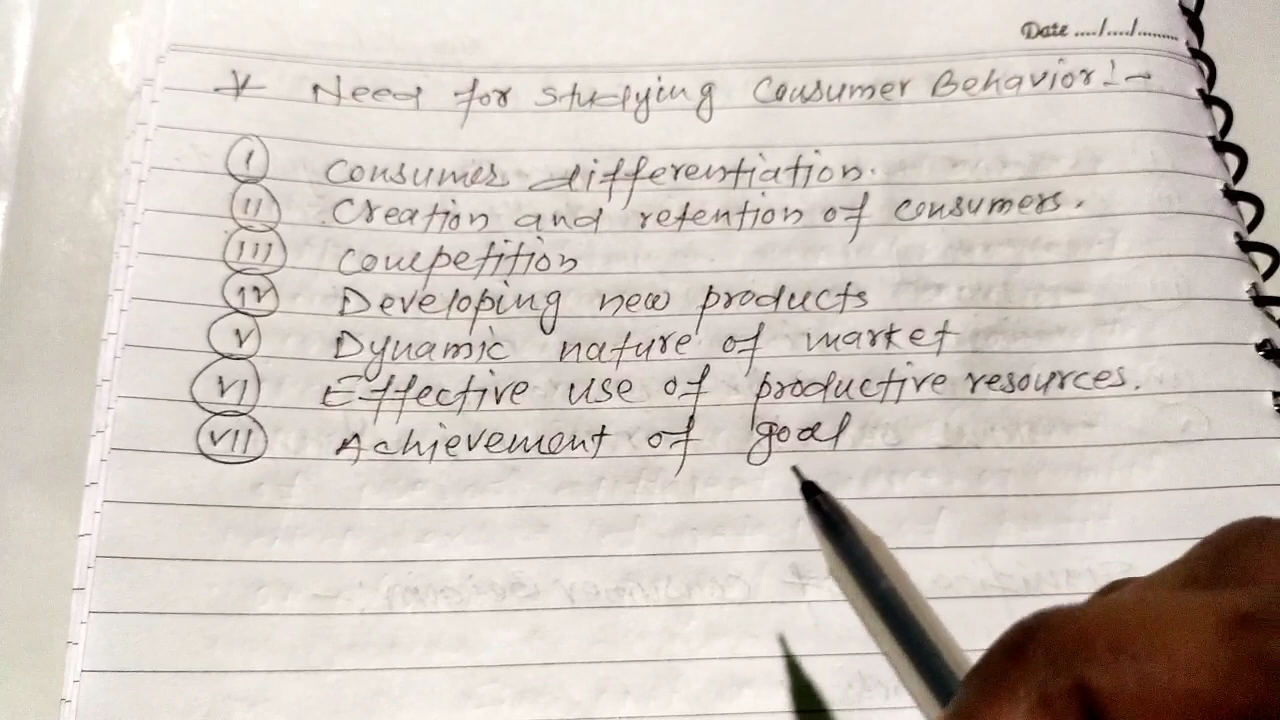 Date ..../..../.........
* Need for studying Consumer Behavior:-
I Consumer differentiation.
II Creation and retention of consumers.
III Competition
IV Developing new products
V Dynamic nature of market
VI Effective use of productive resources.
VII Achievement of goal